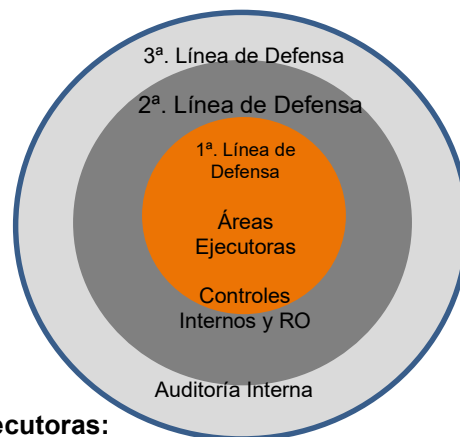 3ª. Línea de Defensa
2ª. Línea de Defensa
1ª. Línea de
Defensa
Áreas
Ejecutoras
Controles
Internos y RO
Auditoría Interna
ecutoras: